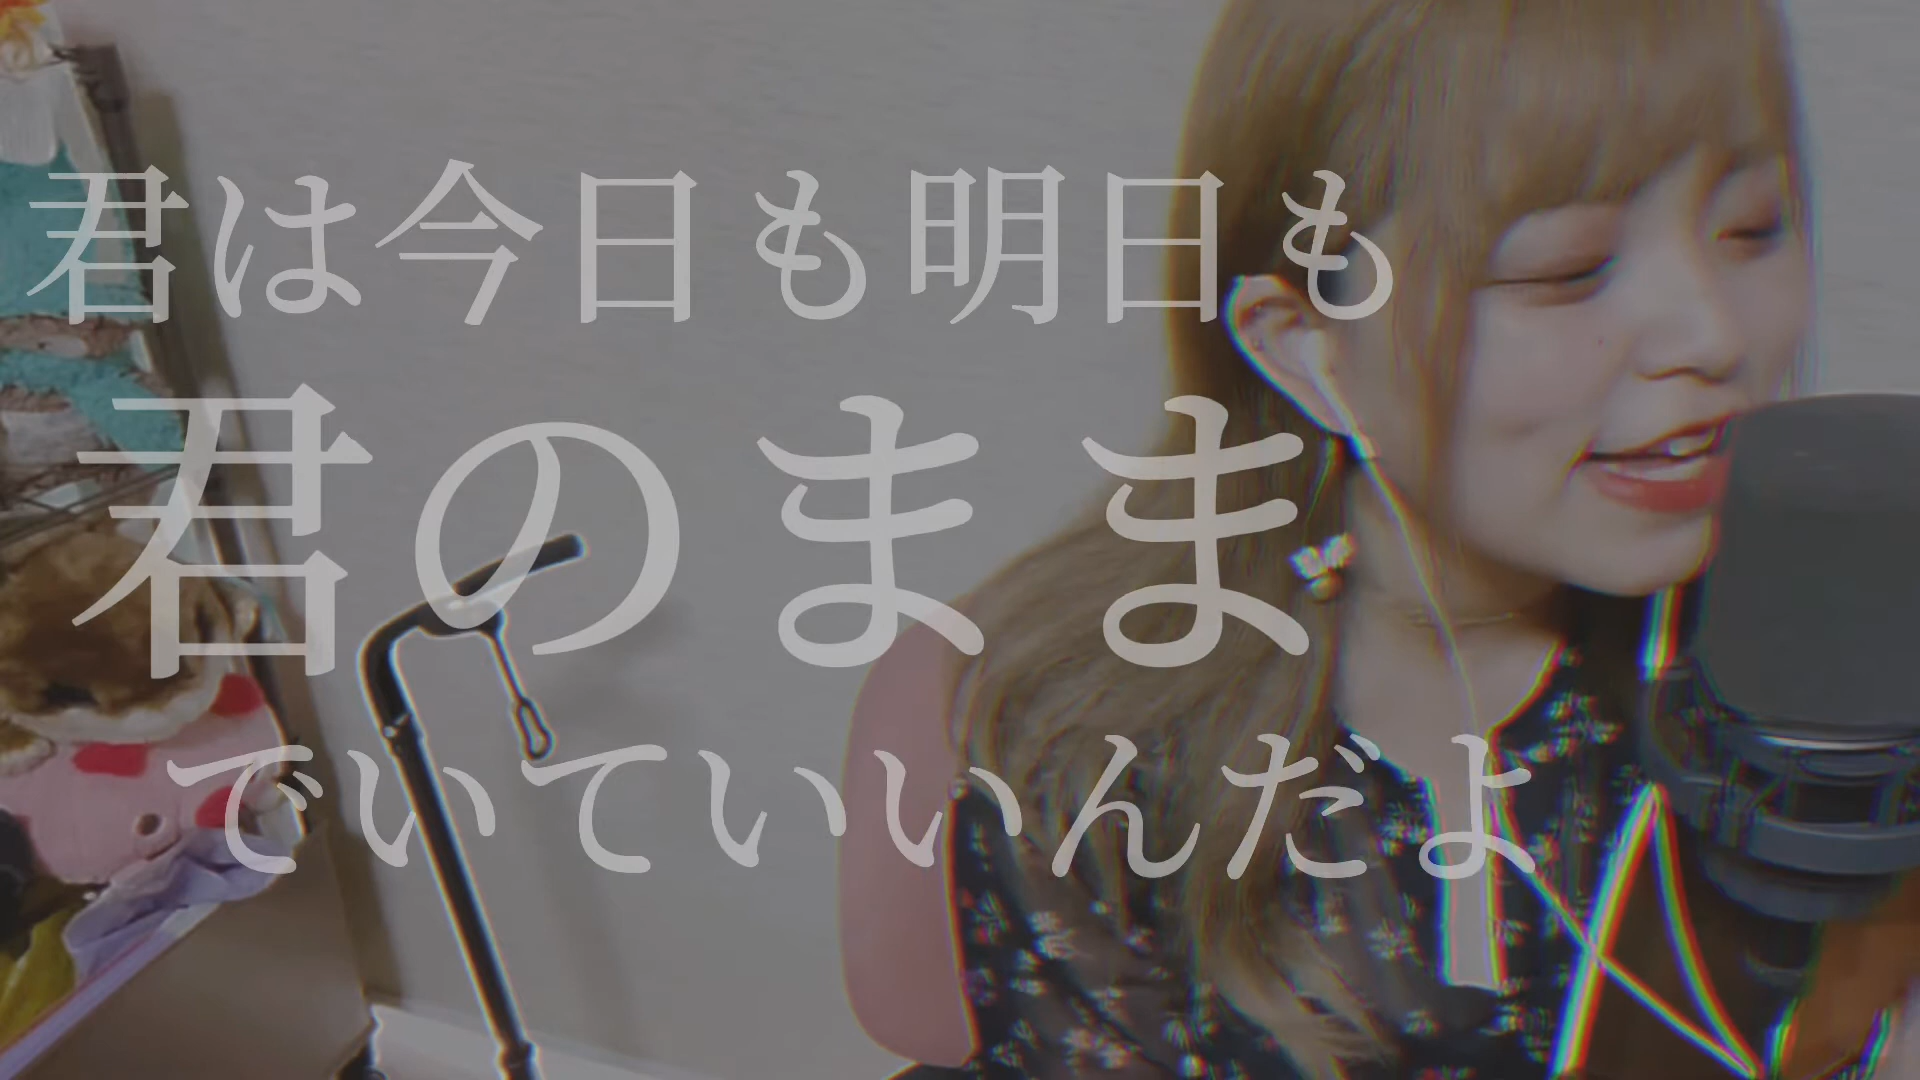 君は今日も明日も
君のまま
でいていいんだよ